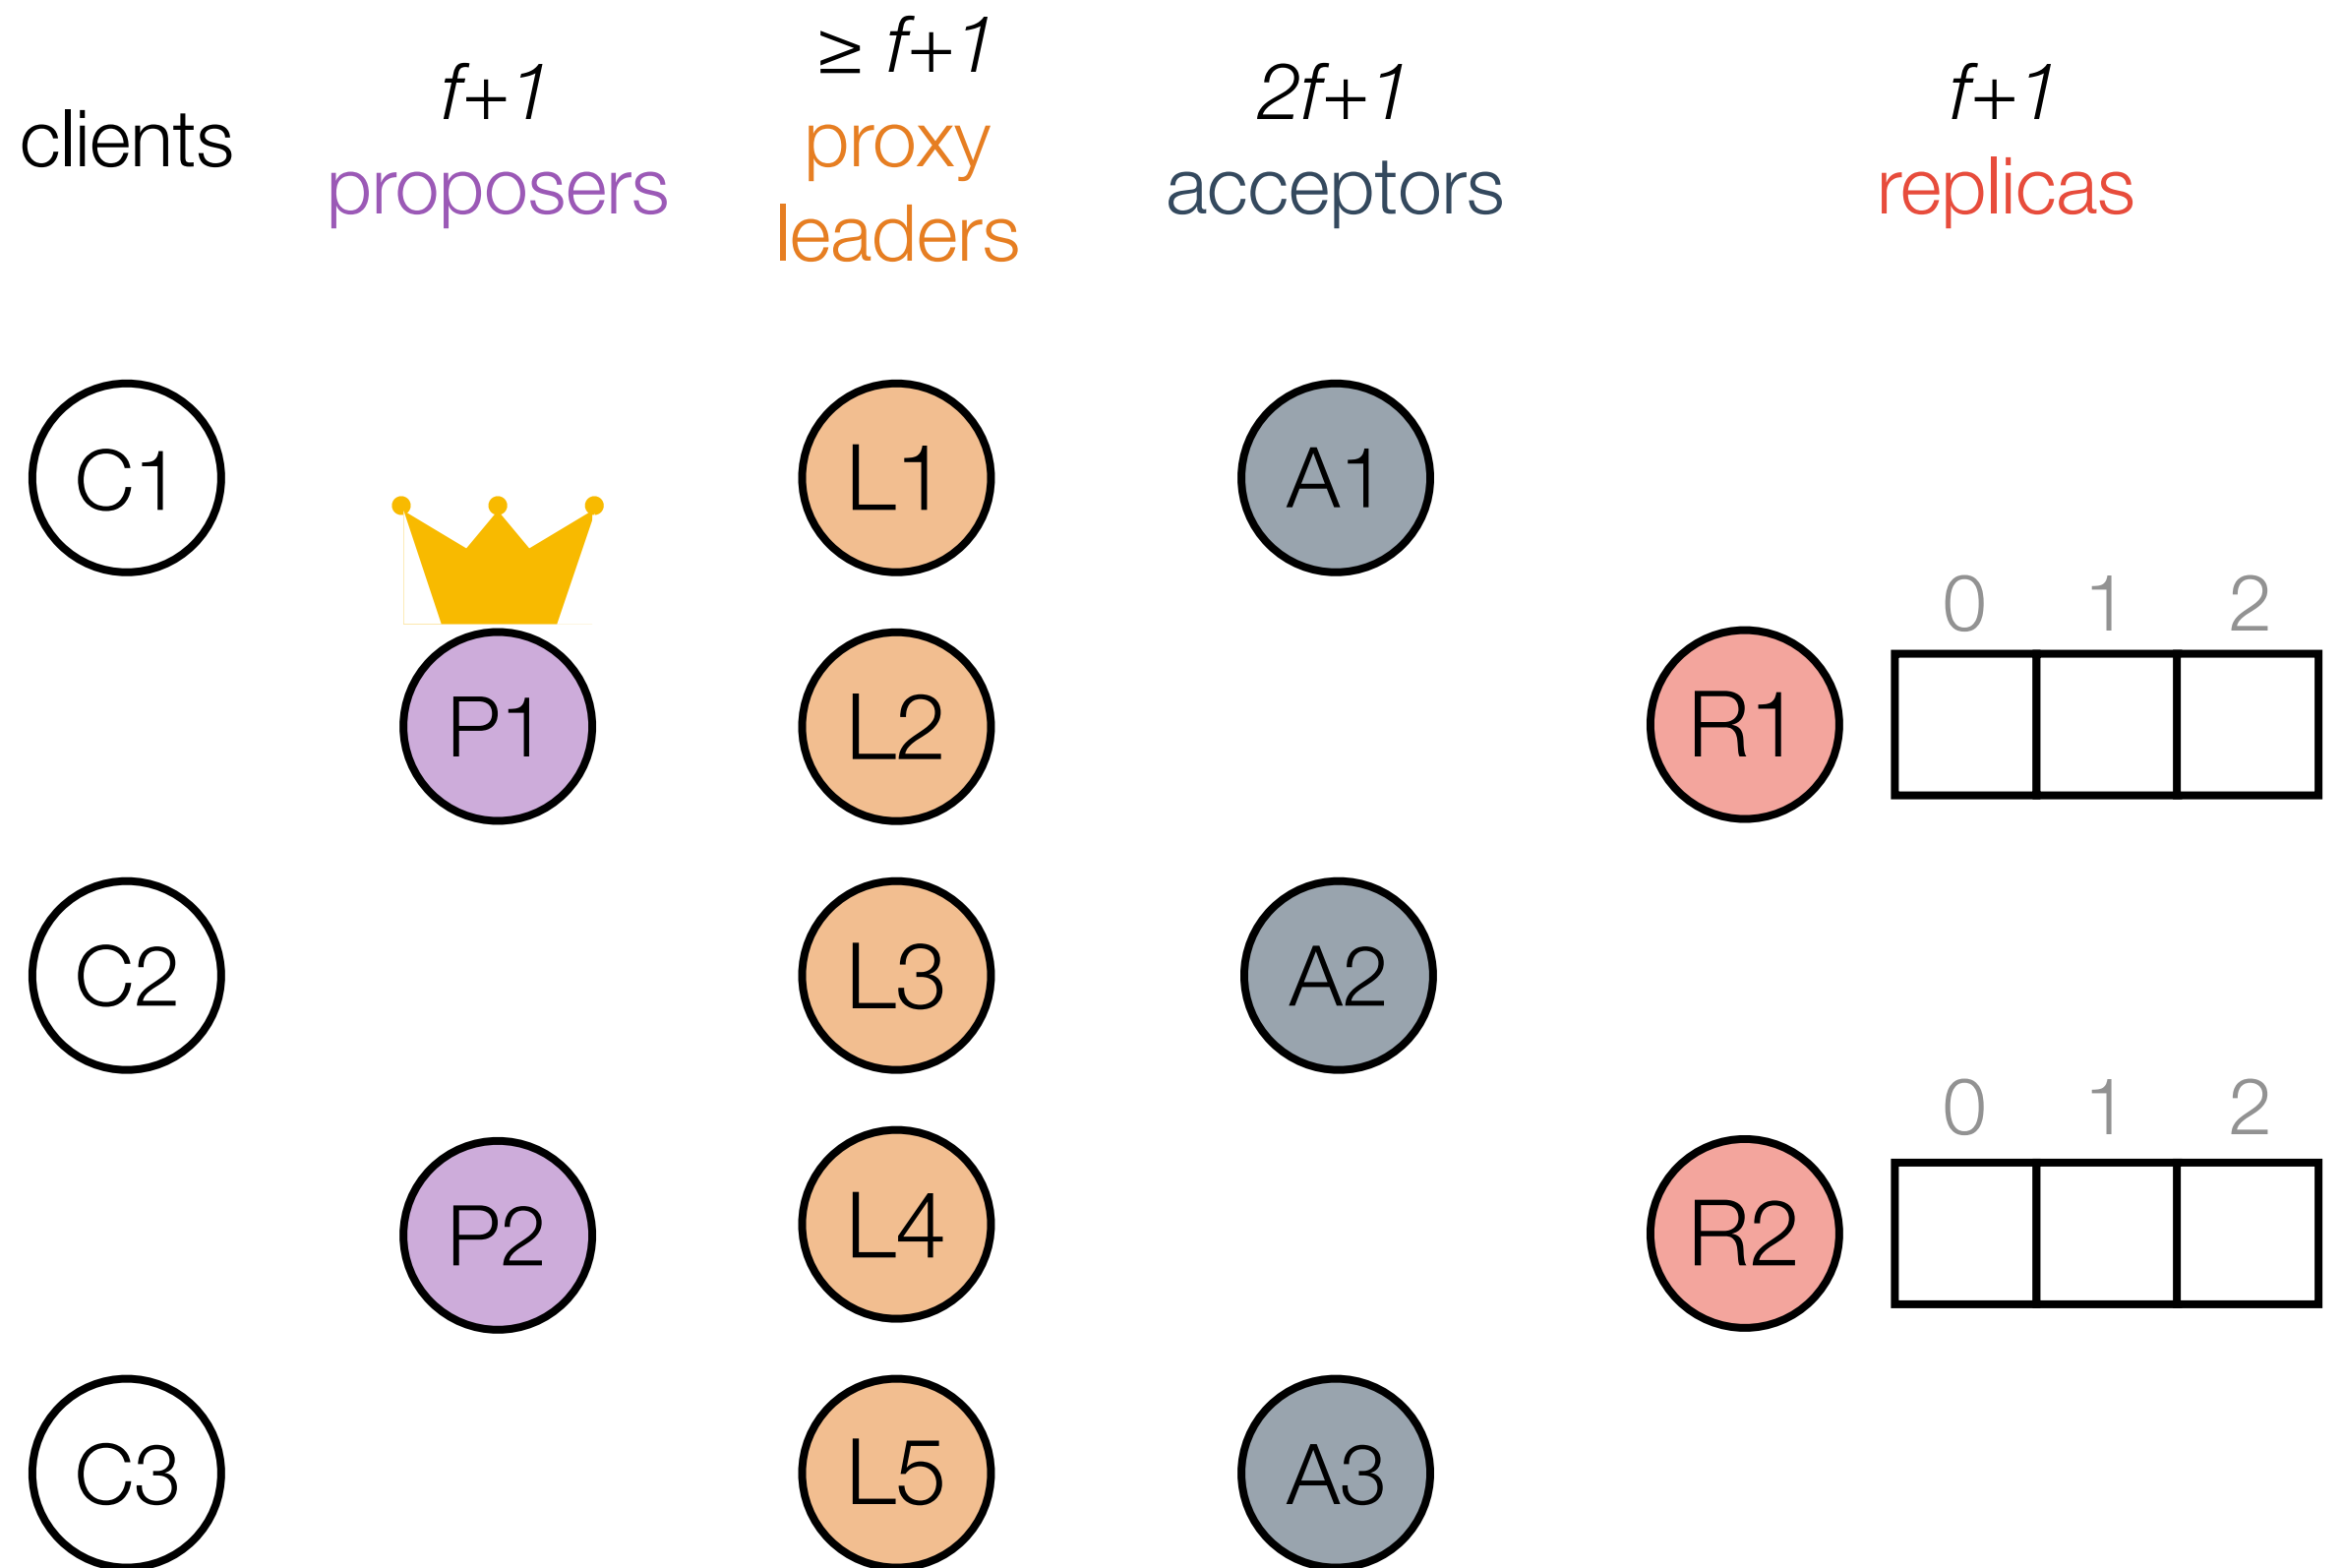 clients
f+1
proposers
≥ f+1
proxy
leaders
2f+1
acceptors
f+1
replicas
C1
L1
A1
0 1 2
P1
L2
R1
C2
L3
A2
0 1 2
P2
L4
R2
C3
L5
A3